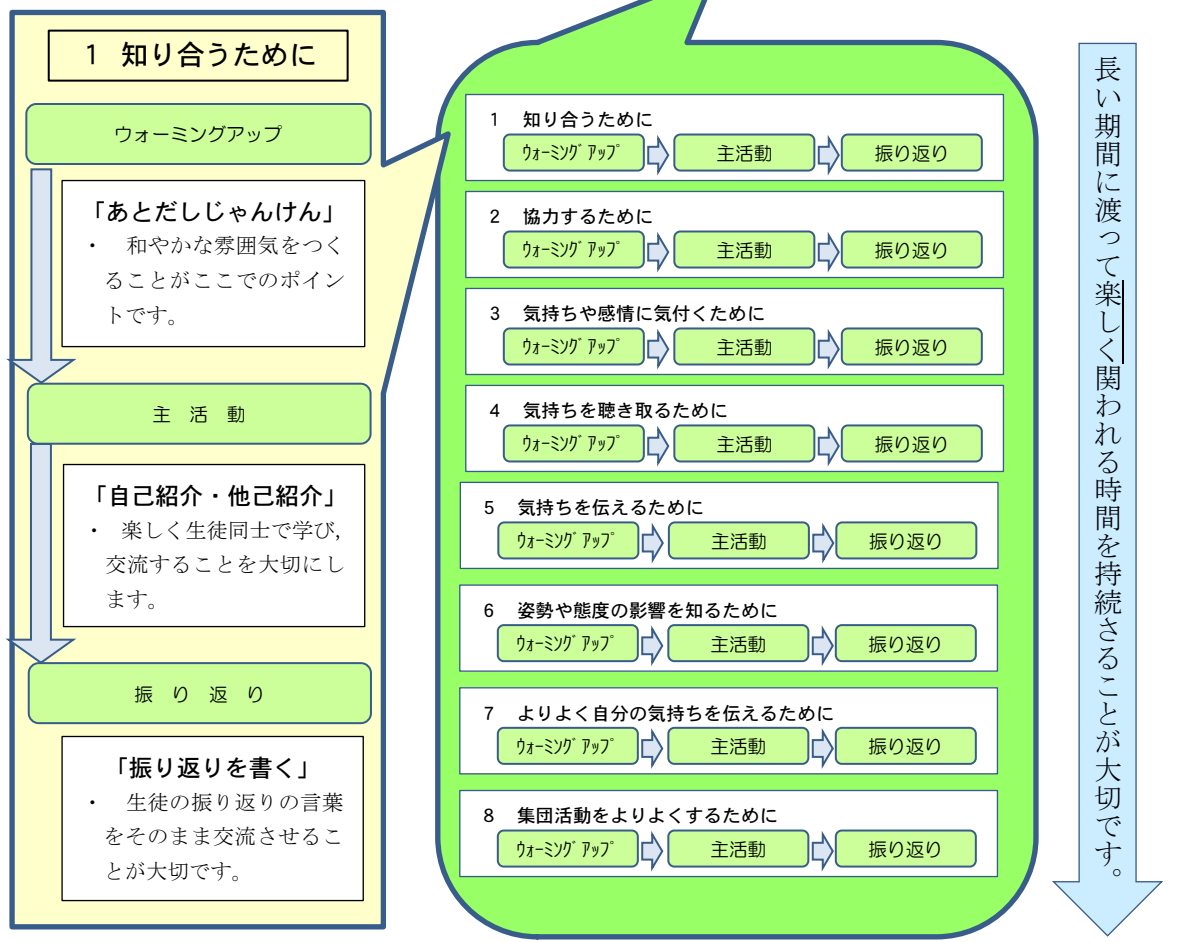 1 知り合うために
ウォーミングアップ
「あとだしじゃんけん」
・ 和やかな雰囲気をつく
ることがここでのポイン
トです。
主 活 動
「自己紹介・他己紹介」
・ 楽しく生徒同士で学び,
交流することを大切にし
ます。
振 り 返 り
「振り返りを書く」
・ 生徒の振り返りの言葉
をそのまま交流させるこ
とが大切です。
1 知り合うために
ウォーミングアップ 主活動 振り返り
2 協力するために
ウォーミングアップ 主活動 振り返り
3 気持ちや感情に気付くために
ウォーミングアップ 主活動 振り返り
4 気持ちを聴き取るために
ウォーミングアップ 主活動 振り返り
5 気持ちを伝えるために
ウォーミングアップ 主活動 振り返り
6 姿勢や態度の影響を知るために
ウォーミングアップ 主活動 振り返り
7 よりよく自分の気持ちを伝えるために
ウォーミングアップ 主活動 振り返り
8 集団活動をよりよくするために
ウォーミングアップ 主活動 振り返り
長い期間に渡って楽しく関われる時間を持続さることが大切です。